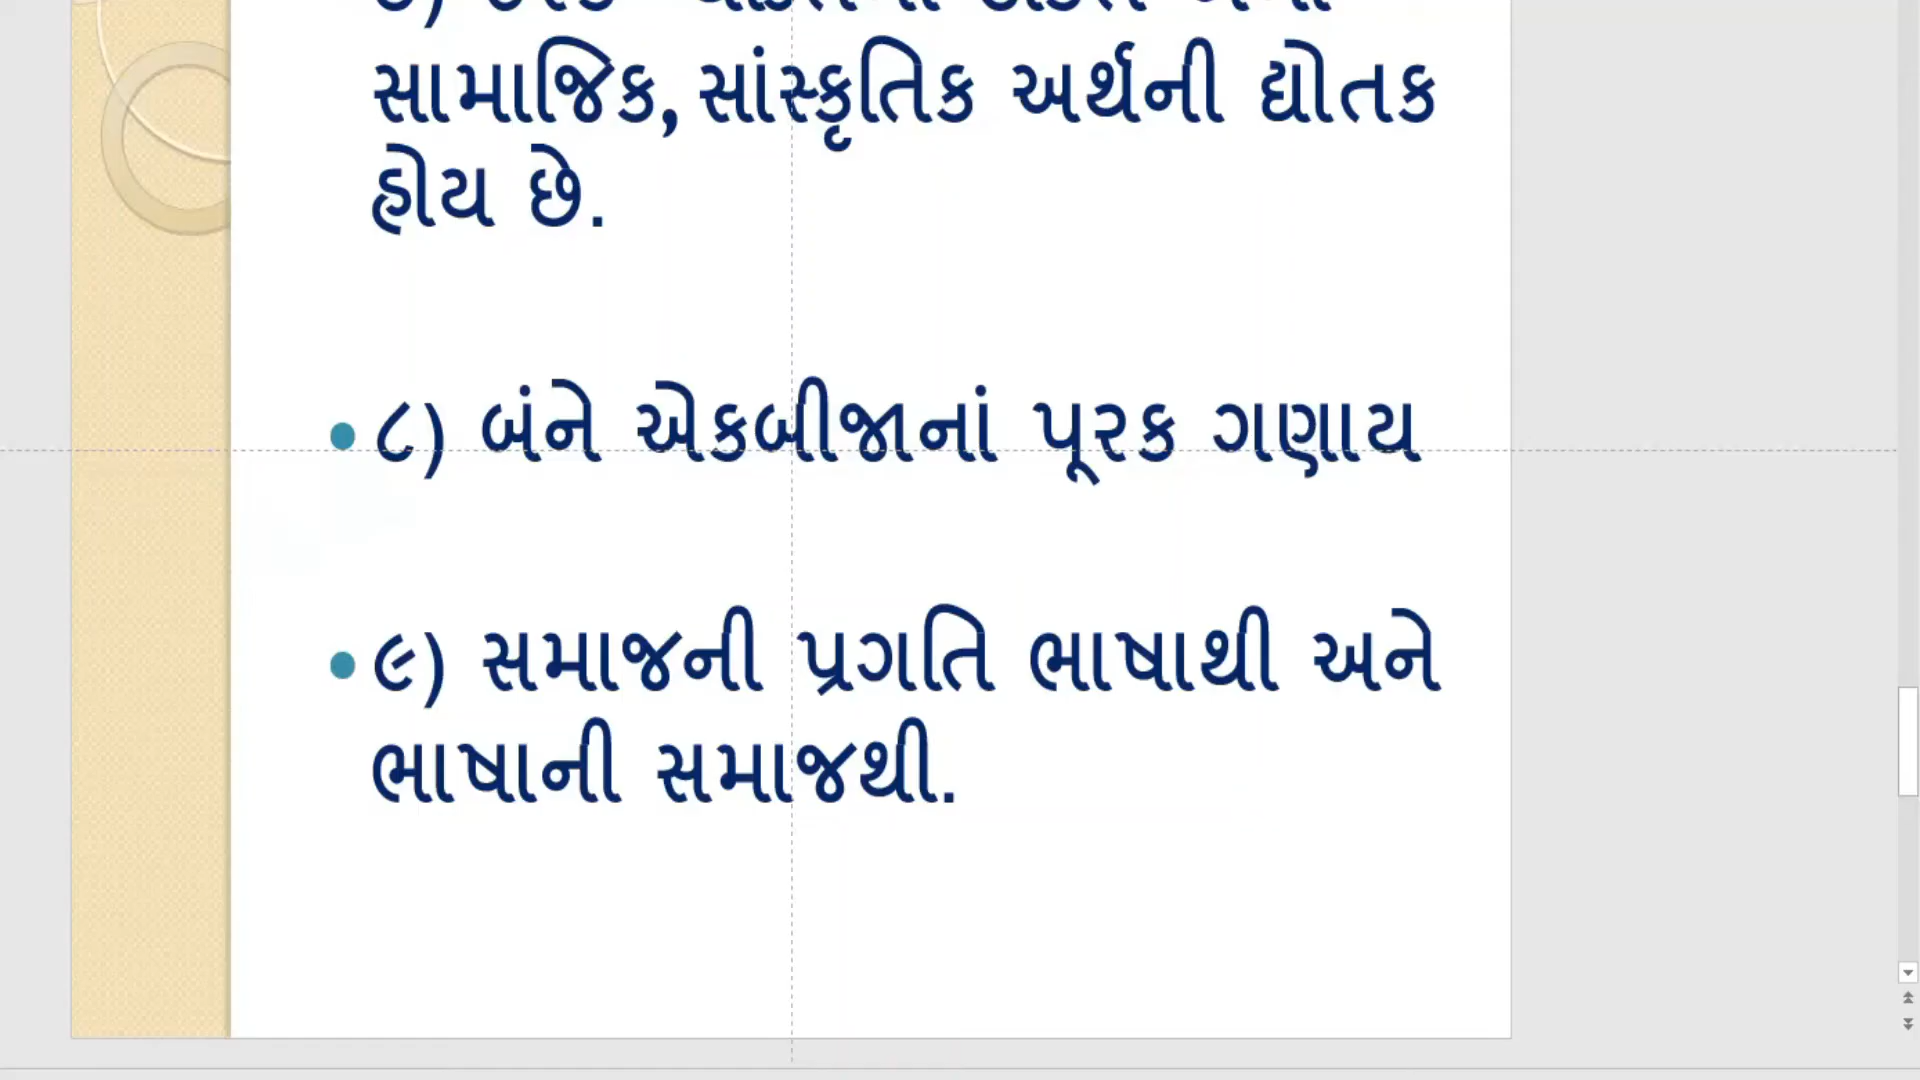 સામાજિક, સાંસ્કૃતિક અર્થની દ્યોતક
હોય છે.
૮) બંને એકબીજાનાં પૂરક ગણાય
૯) સમાજની પ્રગતિ ભાષાથી અને
ભાષાની સમાજથી.